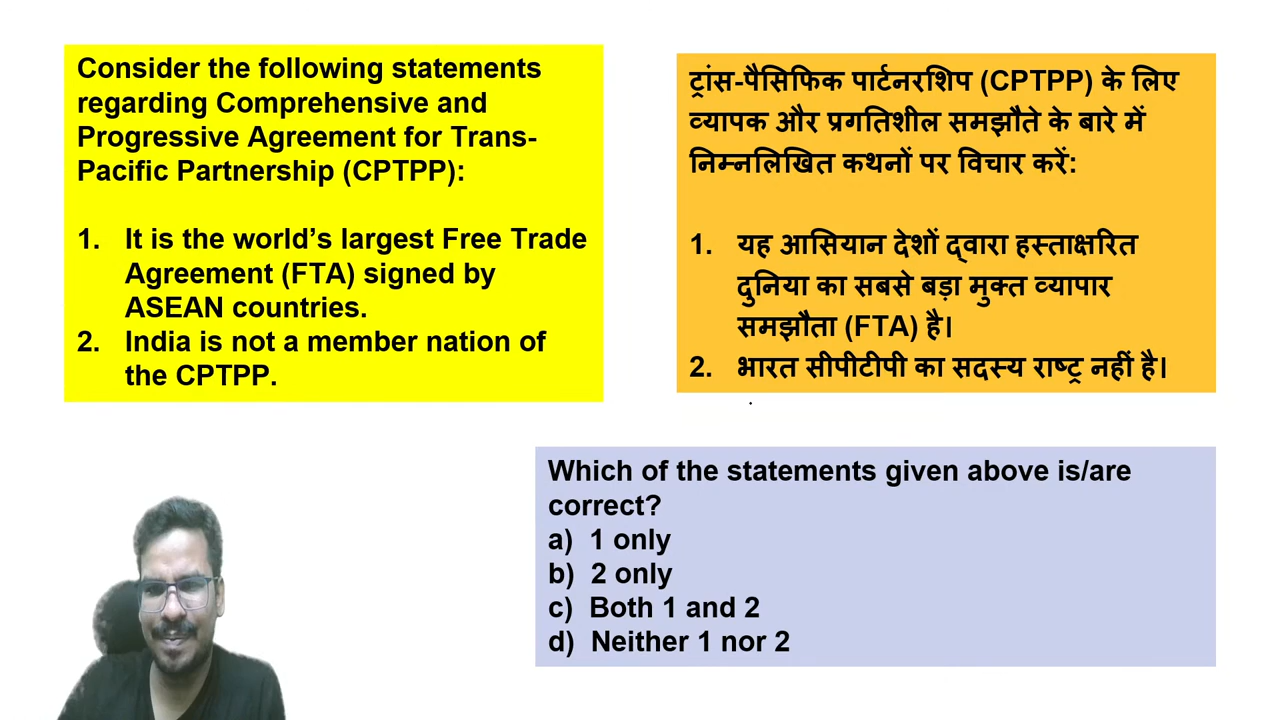 Consider the following statements
regarding Comprehensive and
Progressive Agreement for Trans-
Pacific Partnership (CPTPP):
1. It is the world’s largest Free Trade
Agreement (FTA) signed by
ASEAN countries.
2. India is not a member nation of
the CPTPP.
ट्रांस-पैसिफिक पार्टनरशिप (CPTPP) के लिए
व्यापक और प्रगतिशील समझौते के बारे में
निम्नलिखित कथनों पर विचार करें:
1. यह आसियान देशों द्वारा हस्ताक्षरित
दुनिया का सबसे बड़ा मुक्त व्यापार
समझौता (FTA) है।
2. भारत सीपीटीपी का सदस्य राष्ट्र नहीं है।
Which of the statements given above is/are
correct?
a) 1 only
b) 2 only
c) Both 1 and 2
d) Neither 1 nor 2